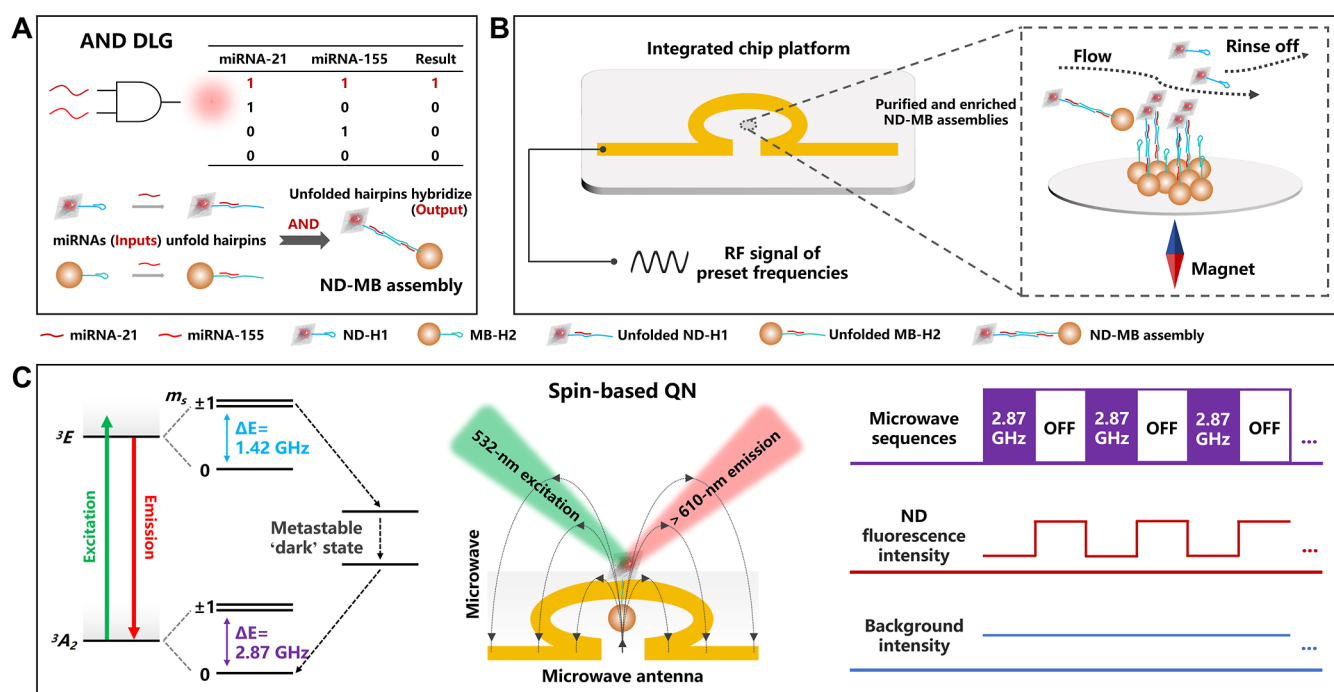 A
AND DLG
miRNA-21 miRNA-155 Result
1 1 1
1 0 0
0 1 0
0 0 0
Unfolded hairpins hybridize
(Output)
AND
miRNAs (Inputs) unfold hairpins
ND-MB assembly
B
Integrated chip platform
Purified and enriched
ND-MB assemblies
RF signal of
preset frequencies
Flow
Rinse off
Magnet
miRNA-21 miRNA-155 ND-H1 MB-H2 Unfolded ND-H1 Unfolded MB-H2 ND-MB assembly
C
mₛ
±1
³E
ΔE=
1.42 GHz
0
Excitation
Emission
Metastable
‘dark’ state
±1
³A₂
ΔE=
2.87 GHz
0
Spin-based QN
532-nm excitation
> 610-nm emission
Microwave
Microwave antenna
Microwave
sequences
2.87
GHz
OFF
2.87
GHz
OFF
2.87
GHz
OFF
...
ND
fluorescence
intensity
...
Background
intensity
...